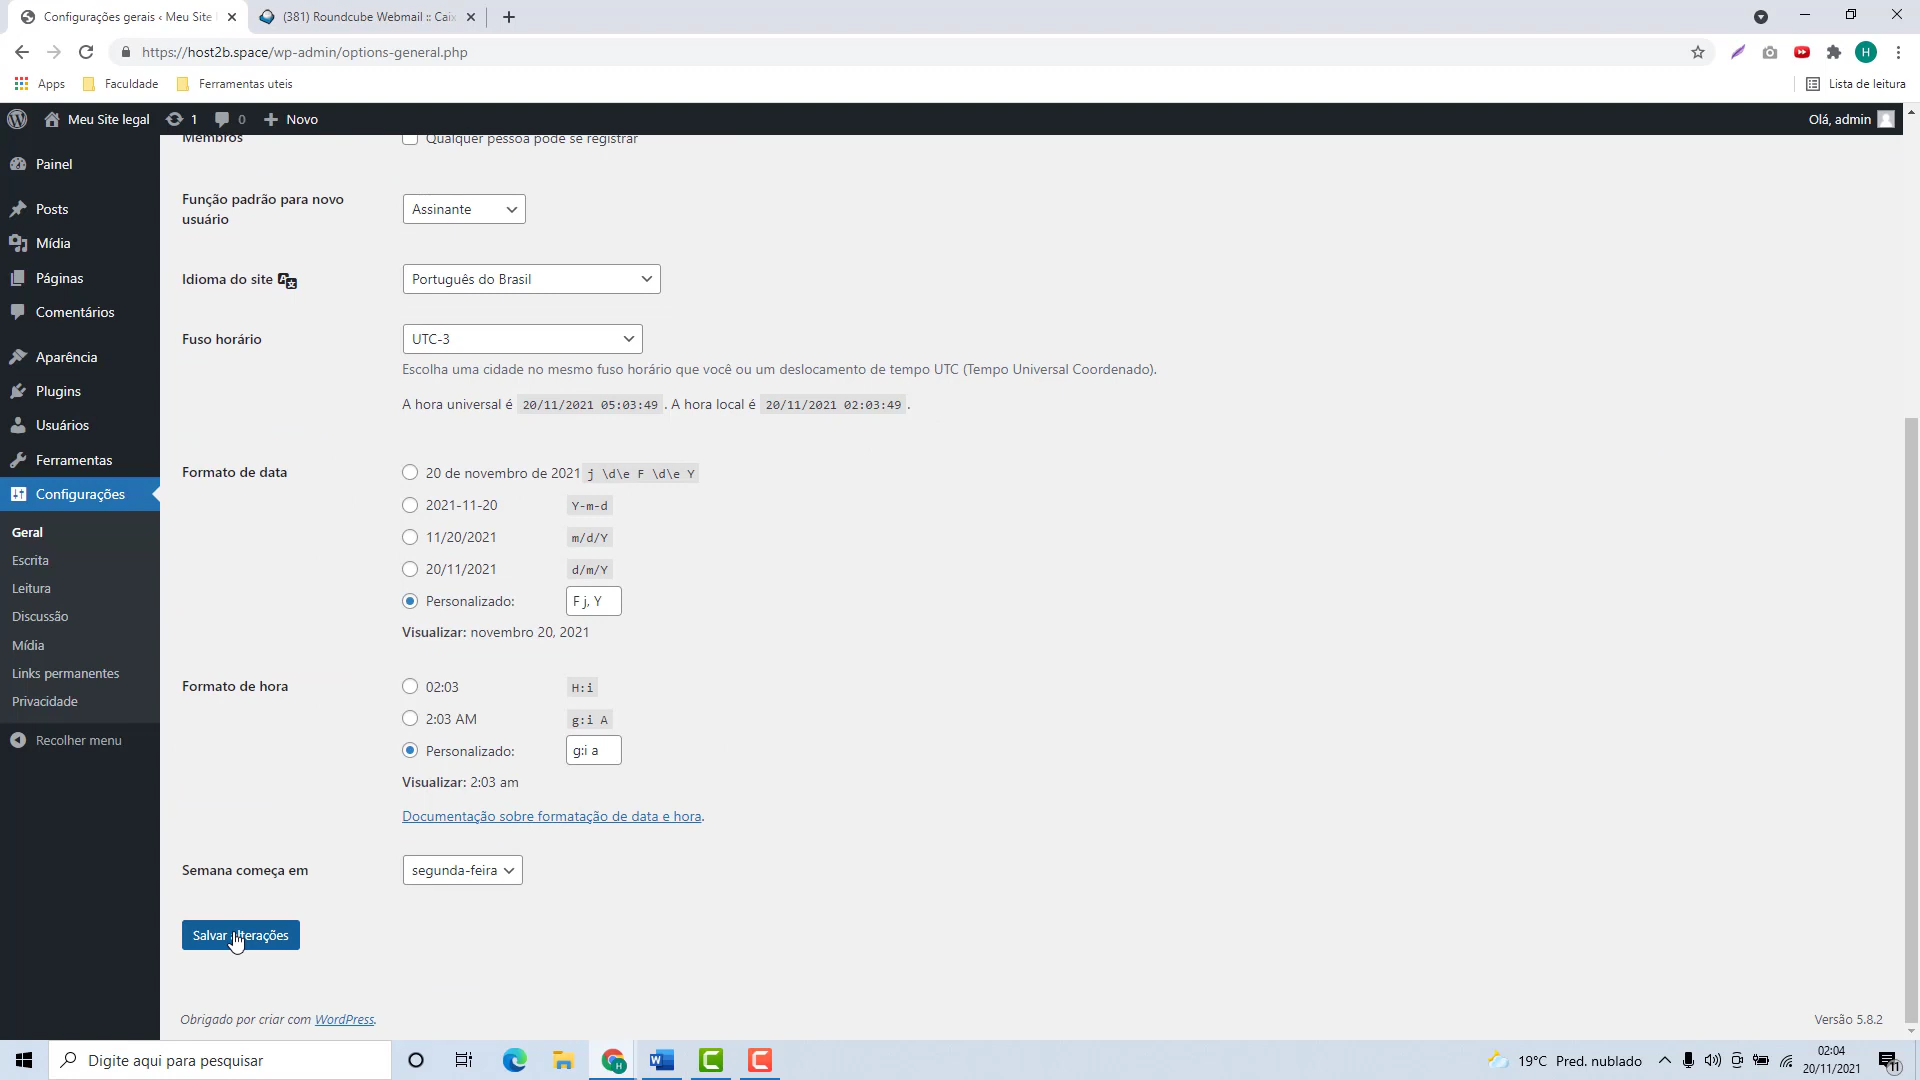 Configurações gerais ‹ Meu Site
(381) Roundcube Webmail :: Caix
https://host2b.space/wp-admin/options-general.php
H
Apps
Faculdade
Ferramentas uteis
Lista de leitura
Meu Site legal
1
0
Novo
Olá, admin
Painel
Posts
Mídia
Páginas
Comentários
Aparência
Plugins
Usuários
Ferramentas
Configurações
Geral
Escrita
Leitura
Discussão
Mídia
Links permanentes
Privacidade
Recolher menu
Membros
Qualquer pessoa pode se registrar
Função padrão para novo
usuário
Assinante
Idioma do site
Português do Brasil
Fuso horário
UTC-3
Escolha uma cidade no mesmo fuso horário que você ou um deslocamento de tempo UTC (Tempo Universal Coordenado).
A hora universal é 20/11/2021 05:03:49 . A hora local é 20/11/2021 02:03:49 .
Formato de data
20 de novembro de 2021 j \d\e F \d\e Y
2021-11-20 Y-m-d
11/20/2021 m/d/Y
20/11/2021 d/m/Y
Personalizado: F j, Y
Visualizar: novembro 20, 2021
Formato de hora
02:03 H:i
2:03 AM g:i A
Personalizado: g:i a
Visualizar: 2:03 am
Documentação sobre formatação de data e hora.
Semana começa em
segunda-feira
Salvar alterações
Obrigado por criar com WordPress.
Versão 5.8.2
Digite aqui para pesquisar
19°C Pred. nublado
02:04
20/11/2021
11